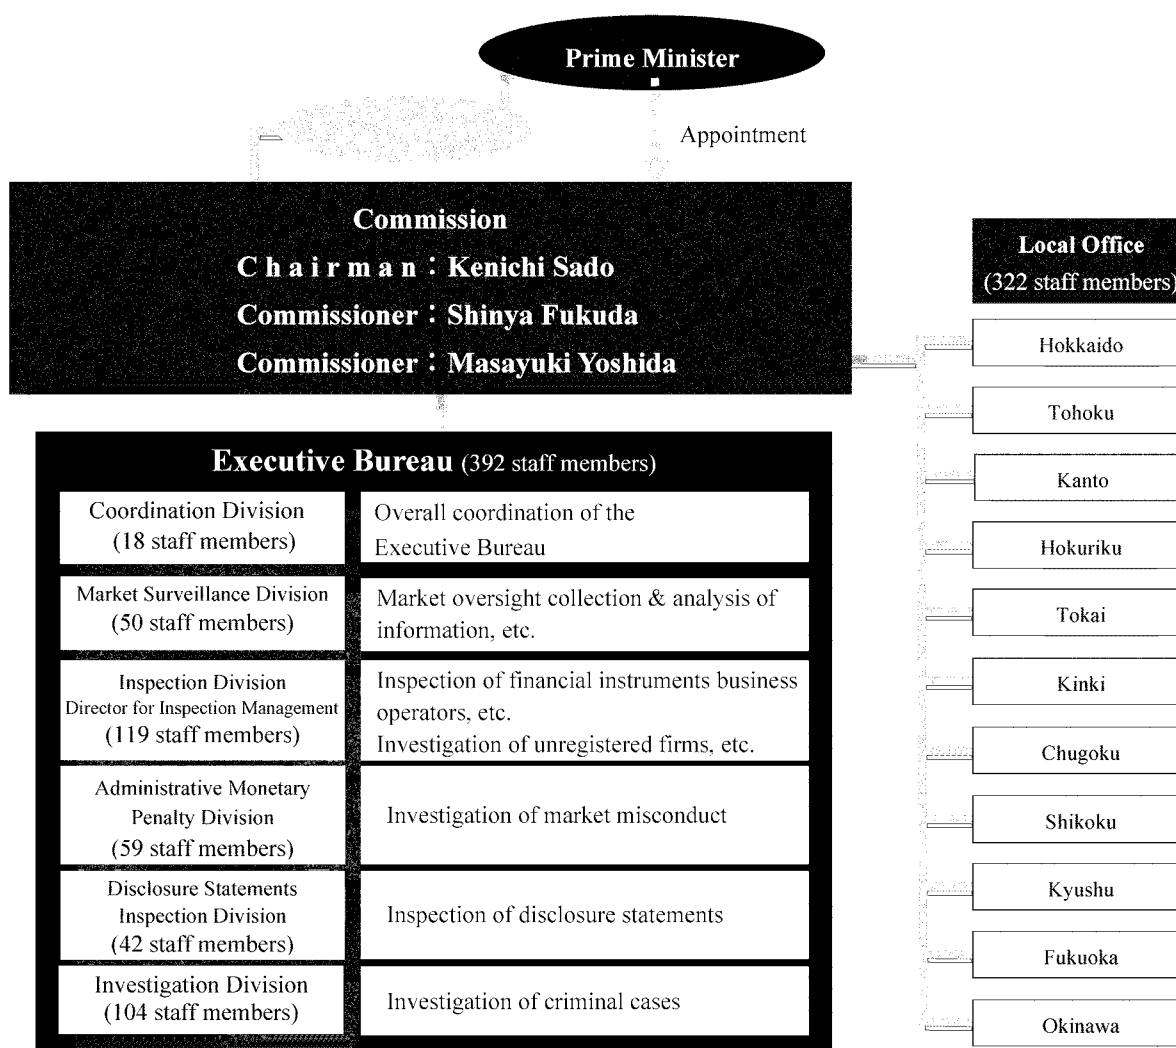 Prime Minister
Appointment
Commission
C h a i r m a n : Kenichi Sado
Commissioner : Shinya Fukuda
Commissioner : Masayuki Yoshida
Executive Bureau (392 staff members)
Coordination Division
(18 staff members)
Overall coordination of the
Executive Bureau
Market Surveillance Division
(50 staff members)
Market oversight collection & analysis of
information, etc.
Inspection Division
Director for Inspection Management
(119 staff members)
Inspection of financial instruments business
operators, etc.
Investigation of unregistered firms, etc.
Administrative Monetary
Penalty Division
(59 staff members)
Investigation of market misconduct
Disclosure Statements
Inspection Division
(42 staff members)
Inspection of disclosure statements
Investigation Division
(104 staff members)
Investigation of criminal cases
Local Office
(322 staff members)
Hokkaido
Tohoku
Kanto
Hokuriku
Tokai
Kinki
Chugoku
Shikoku
Kyushu
Fukuoka
Okinawa